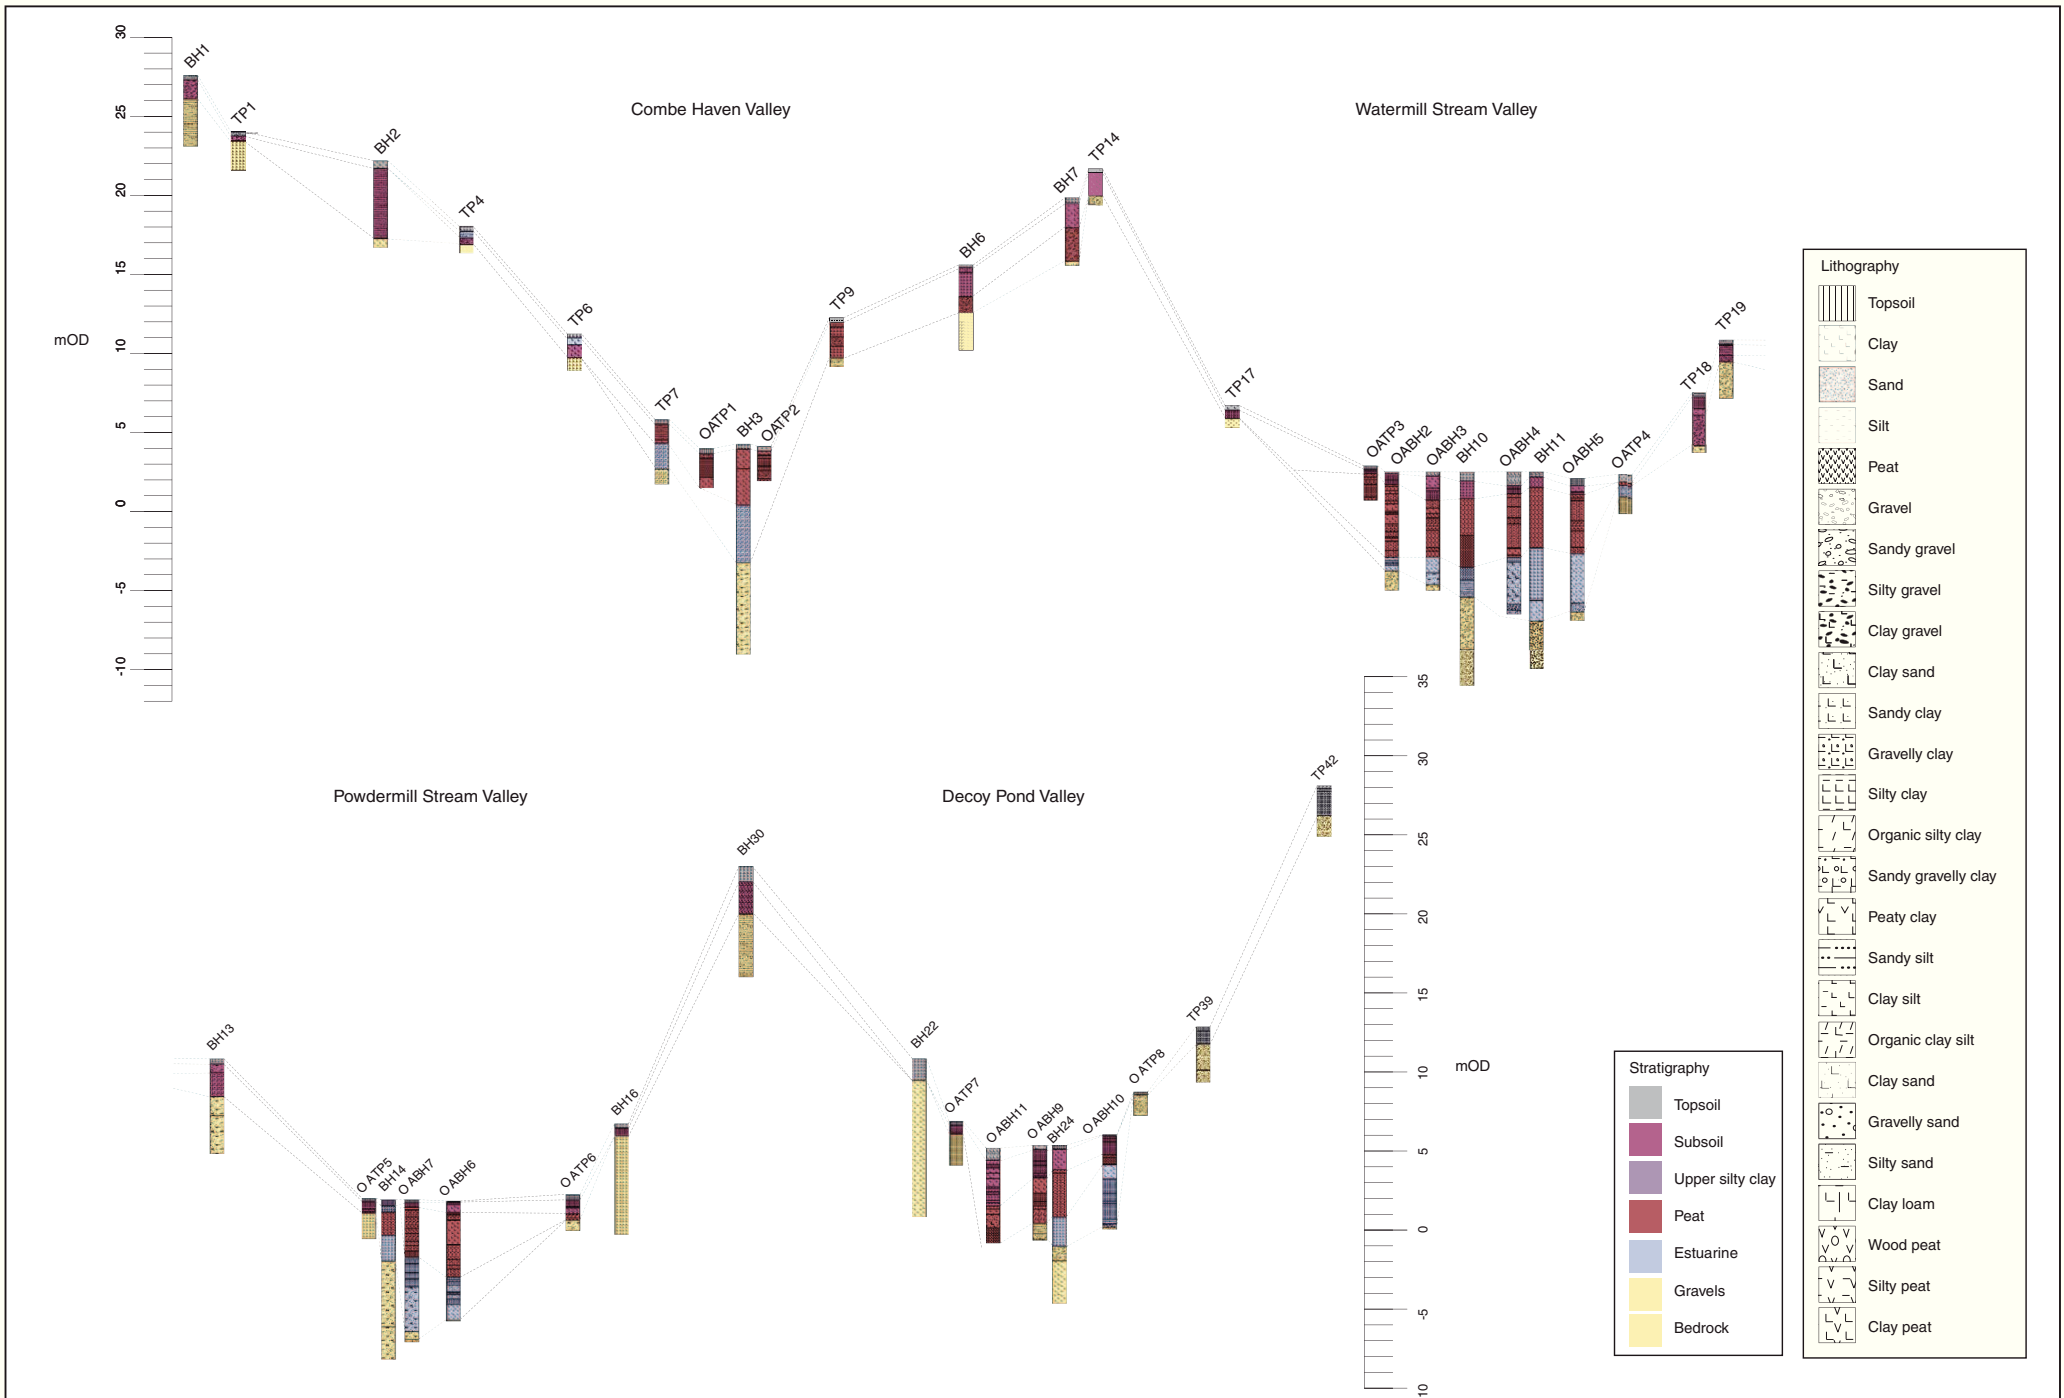 30
25
20
15
10
5
0
-5
-10
mOD
Combe Haven Valley
Watermill Stream Valley
BH1
TP1
BH2
TP4
TP6
TP7
OATP1
BH3
OATP2
TP9
BH6
BH7
TP14
TP17
OATP3
OABH2
OABH3
BH10
OABH4
BH11
OABH5
OATP4
TP18
TP19
Powdermill Stream Valley
Decoy Pond Valley
BH13
OATP5
BH14
OABH7
OABH6
OATP6
BH16
BH30
BH22
OATP7
OABH11
OABH9
BH24
OABH10
OATP8
TP39
TP42
35
30
25
20
15
10
5
0
-5
10
mOD
Stratigraphy
Topsoil
Subsoil
Upper silty clay
Peat
Estuarine
Gravels
Bedrock
Lithography
Topsoil
Clay
Sand
Silt
Peat
Gravel
Sandy gravel
Silty gravel
Clay gravel
Clay sand
Sandy clay
Gravelly clay
Silty clay
Organic silty clay
Sandy gravelly clay
Peaty clay
Sandy silt
Clay silt
Organic clay silt
Clay sand
Gravelly sand
Silty sand
Clay loam
Wood peat
Silty peat
Clay peat